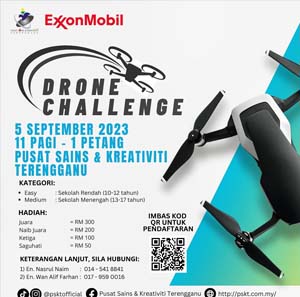 ExxonMobil
DRONE
CHALLENGE
5 SEPTEMBER 2023
11 PAGI - 1 PETANG
PUSAT SAINS & KREATIVITI
TERENGGANU
KATEGORI:
• Easy : Sekolah Rendah (10-12 tahun)
• Medium : Sekolah Menengah (13-17 tahun)
HADIAH:
Juara = RM 300
Naib Juara = RM 200
Ketiga = RM 100
Saguhati = RM 50
IMBAS KOD
QR UNTUK
PENDAFTARAN
KETERANGAN LANJUT, SILA HUBUNGI:
1) En. Nasrul Naim : 014 - 541 8841
2) En. Wan Alif Farhan : 017 - 959 0016
@psktofficial
Pusat Sains & Kreativiti Terengganu
http://pskt.com.my/